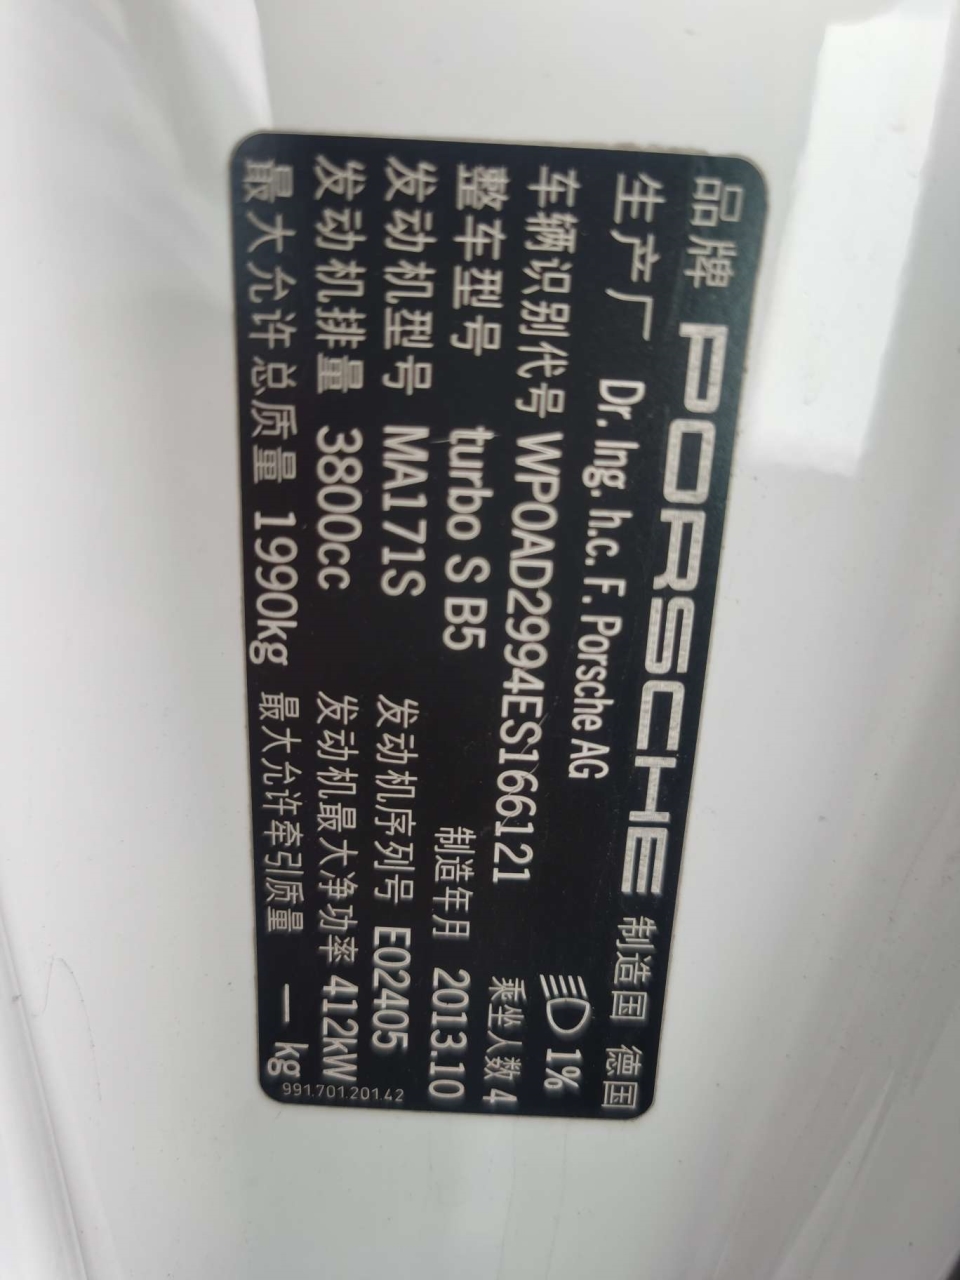 品牌 PORSCHE 制造国 德国
生产厂 Dr. Ing. h.c. F. Porsche AG 1%
车辆识别代号 WP0AD2994ES166121 乘坐人数 4
整车型号 turbo S B5 制造年月 2013.10
发动机型号 MA171S 发动机序列号 E02405
发动机排量 3800cc 发动机最大净功率 412kW
最大允许总质量 1990kg 最大允许牵引质量 — kg
991.701.201.42